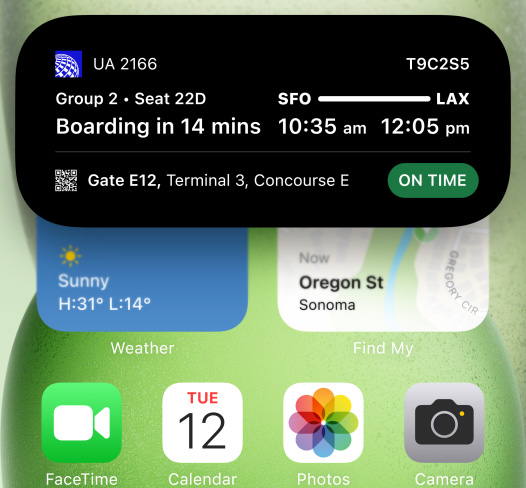 UA 2166
T9C2S5
Group 2 • Seat 22D
SFO LAX
Boarding in 14 mins 10:35 am 12:05 pm
Gate E12, Terminal 3, Concourse E
ON TIME
Sunny
H:31° L:14°
Weather
Now
Oregon St
Sonoma
GREGORY CIR
Find My
FaceTime
TUE
12
Calendar
Photos
Camera